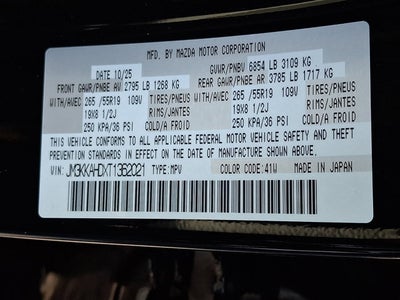 MFD. BY MAZDA MOTOR CORPORATION
DATE 10/25 GVWR/PNBV 6854 LB 3109 KG
FRONT GAWR/PNBE AV 2795 LB 1268 KG REAR GAWR/PNBE AR 3785 LB 1717 KG
WITH/AVEC 265 /55R19 109V TIRES/PNEUS WITH/AVEC 265 /55R19 109V TIRES/PNEUS
19X8 1/2J RIMS/JANTES 19X8 1/2J RIMS/JANTES
250 KPA/36 PSI COLD/A FROID 250 KPA/36 PSI COLD/A FROID
THIS VEHICLE CONFORMS TO ALL APPLICABLE FEDERAL MOTOR VEHICLE SAFETY AND THEFT
PREVENTION STANDARDS IN EFFECT ON THE DATE OF MANUFACTURE SHOWN ABOVE.
VIN: JM3KKAHDXT1362021 TYPE:MPV COLOR CODE:41W MADE IN JAPAN